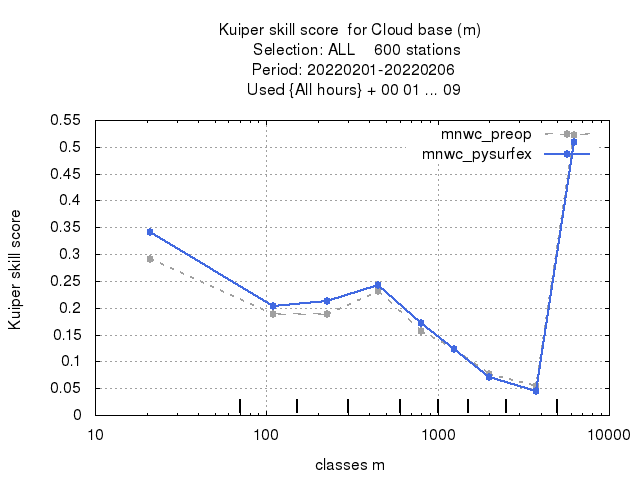 Kuiper skill score  for Cloud base (m)
Selection: ALL    600 stations
Period: 20220201-20220206
Used {All hours} + 00 01 ... 09
mnwc_preop
mnwc_pysurfex
0.55
0.5
0.45
0.4
0.35
0.3
0.25
0.2
0.15
0.1
0.05
0
Kuiper skill score
10
100
1000
10000
classes m